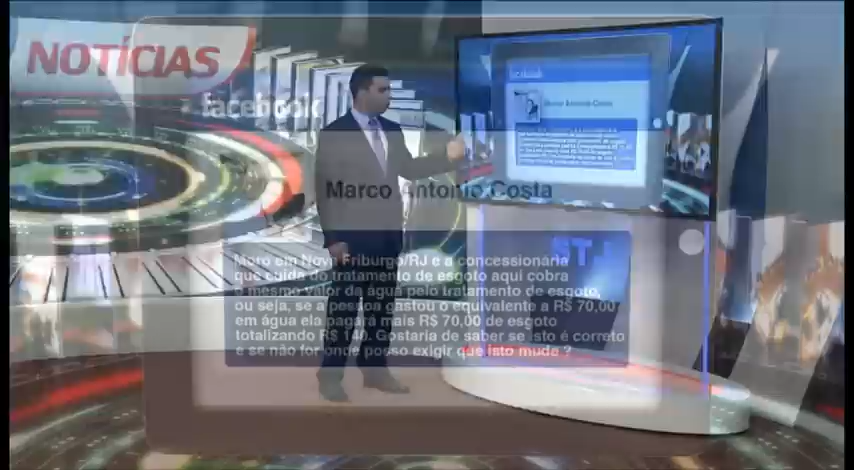 NOTÍCIAS
facebook
Marco Antonio Costa
STJ
Moro em Nova Friburgo/RJ e a concessionária
que cuida do tratamento de esgoto aqui cobra
o mesmo valor da água pelo tratamento de esgoto,
ou seja, se a pessoa gastou o equivalente a R$ 70,00
em água ela pagará mais R$ 70,00 de esgoto
totalizando R$ 140. Gostaria de saber se isto é correto
e se não for onde posso exigir que isto mude ?